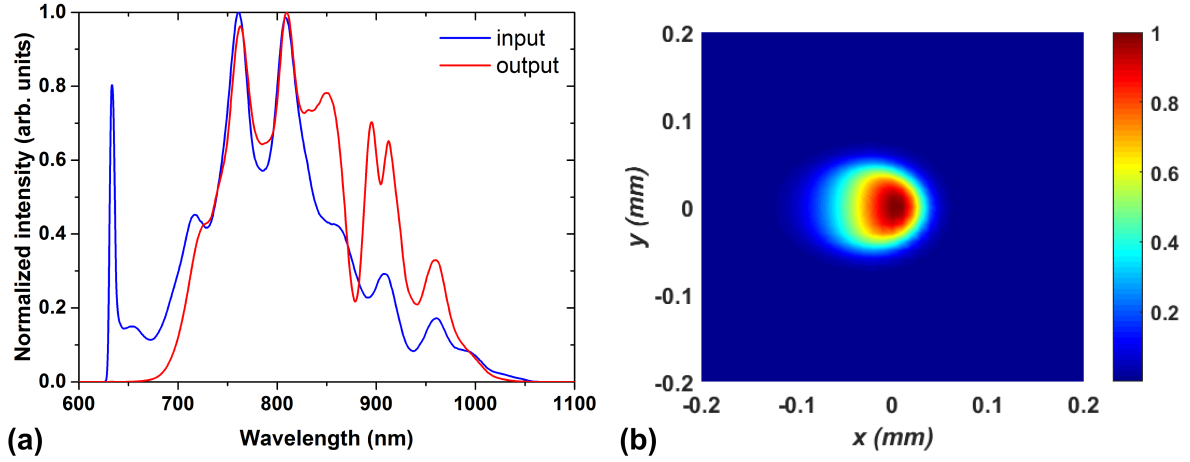 1.0
0.8
0.6
0.4
0.2
0.0
Normalized intensity (arb. units)
input
output
600 700 800 900 1000 1100
Wavelength (nm)
(a)
0.2
0.1
0
-0.1
-0.2
y (mm)
-0.2 -0.1 0 0.1 0.2
x (mm)
1
0.8
0.6
0.4
0.2
(b)